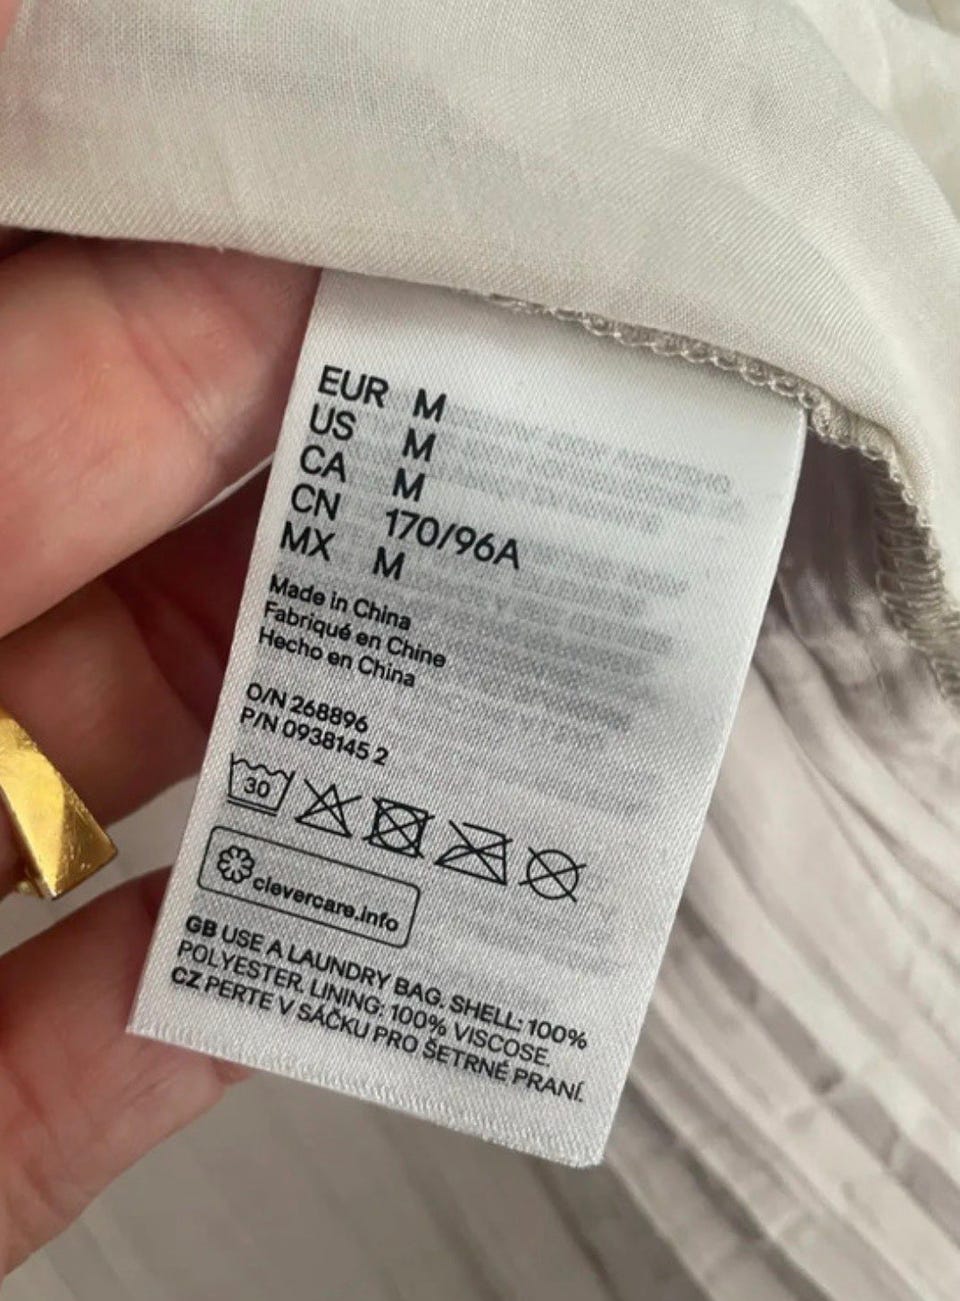 EUR M
US M
CA M
CN 170/96A
MX M
Made in China
Fabriqué en Chine
Hecho en China
O/N 268896
P/N 0938145 2
30
clevercare.info
GB USE A LAUNDRY BAG. SHELL: 100%
POLYESTER. LINING: 100% VISCOSE.
CZ PERTE V SÁČKU PRO ŠETRNÉ PRANÍ.